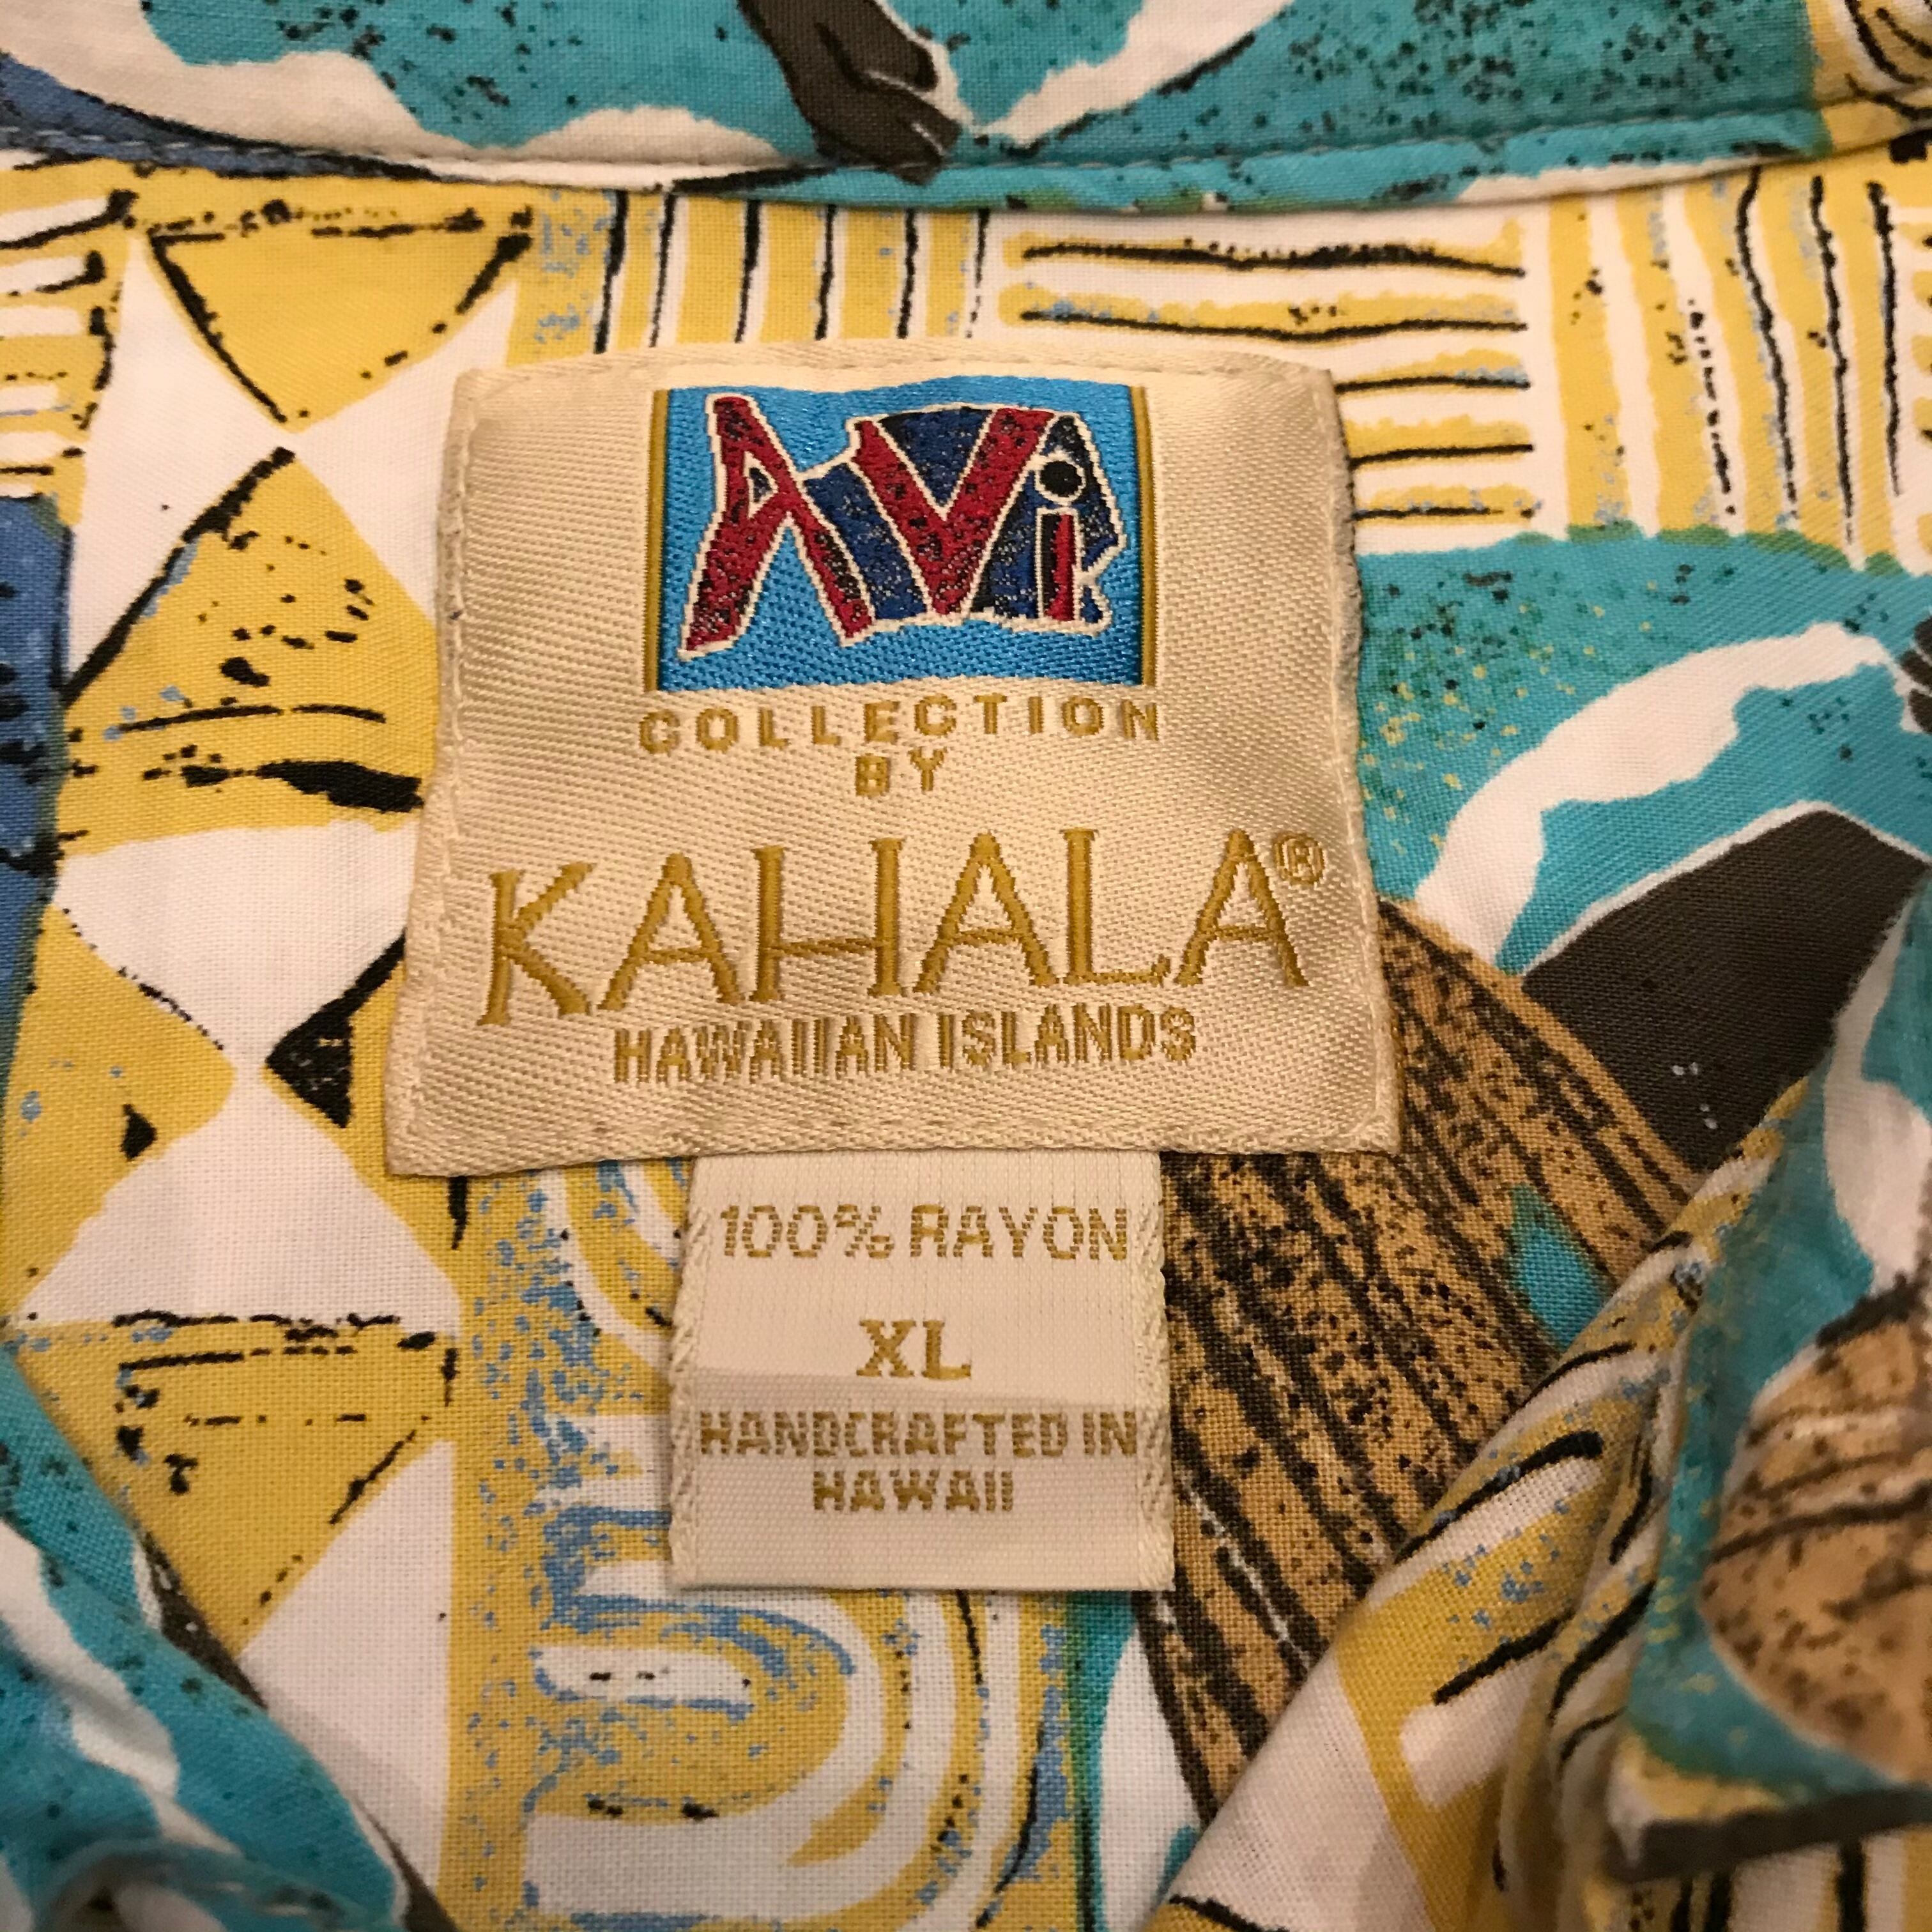 AVi
COLLECTION
BY
KAHALA®
HAWAIIAN ISLANDS
100% RAYON
XL
HANDCRAFTED IN
HAWAII